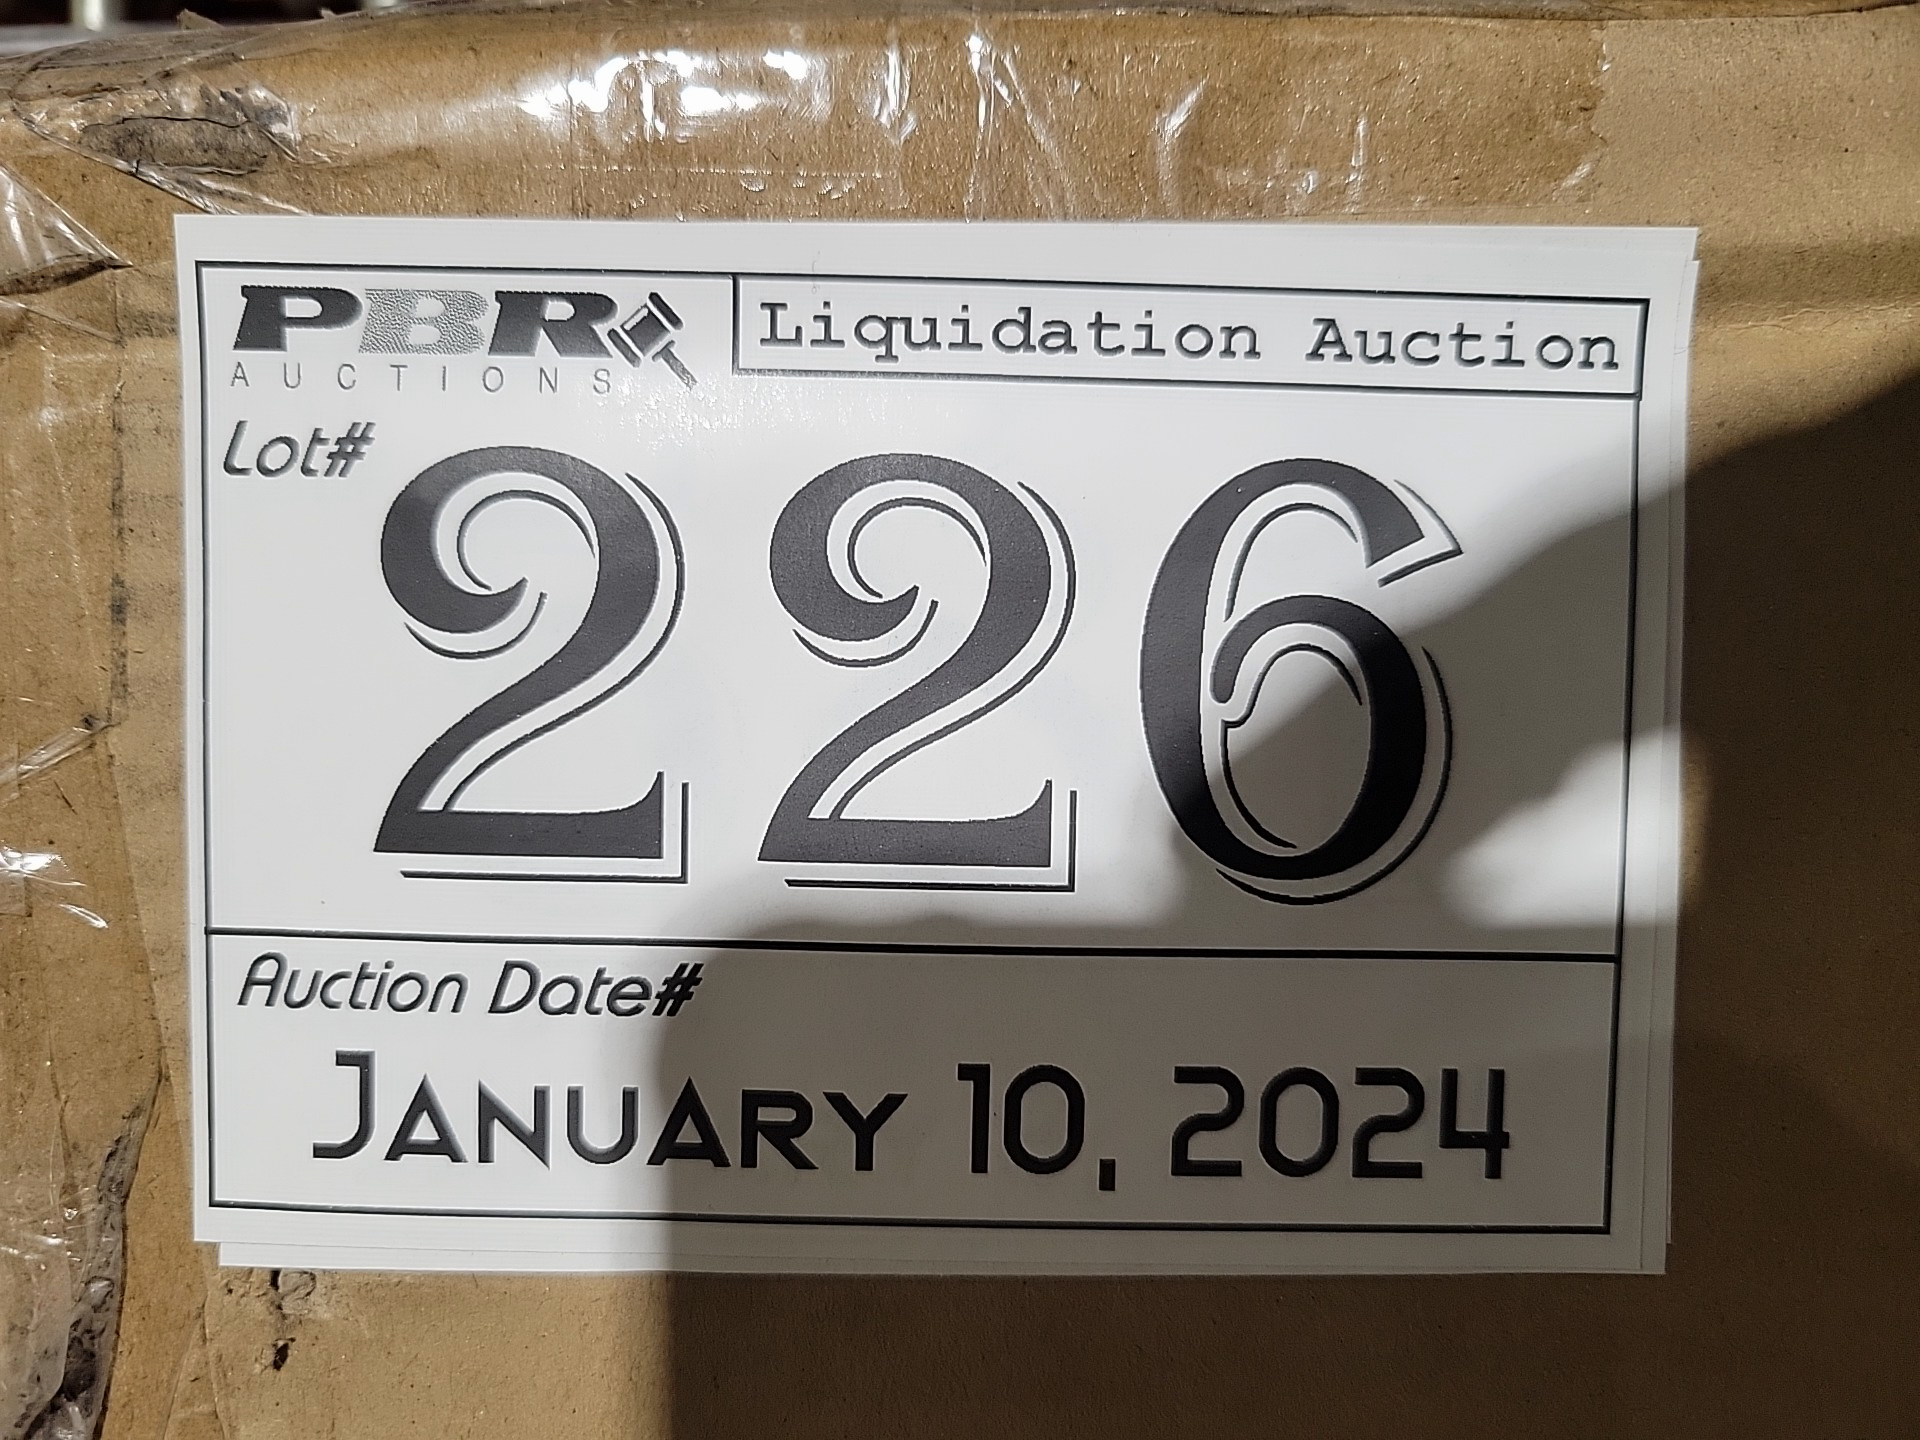 PBR
AUCTIONS
Liquidation Auction
Lot#
226
Auction Date#
January 10, 2024